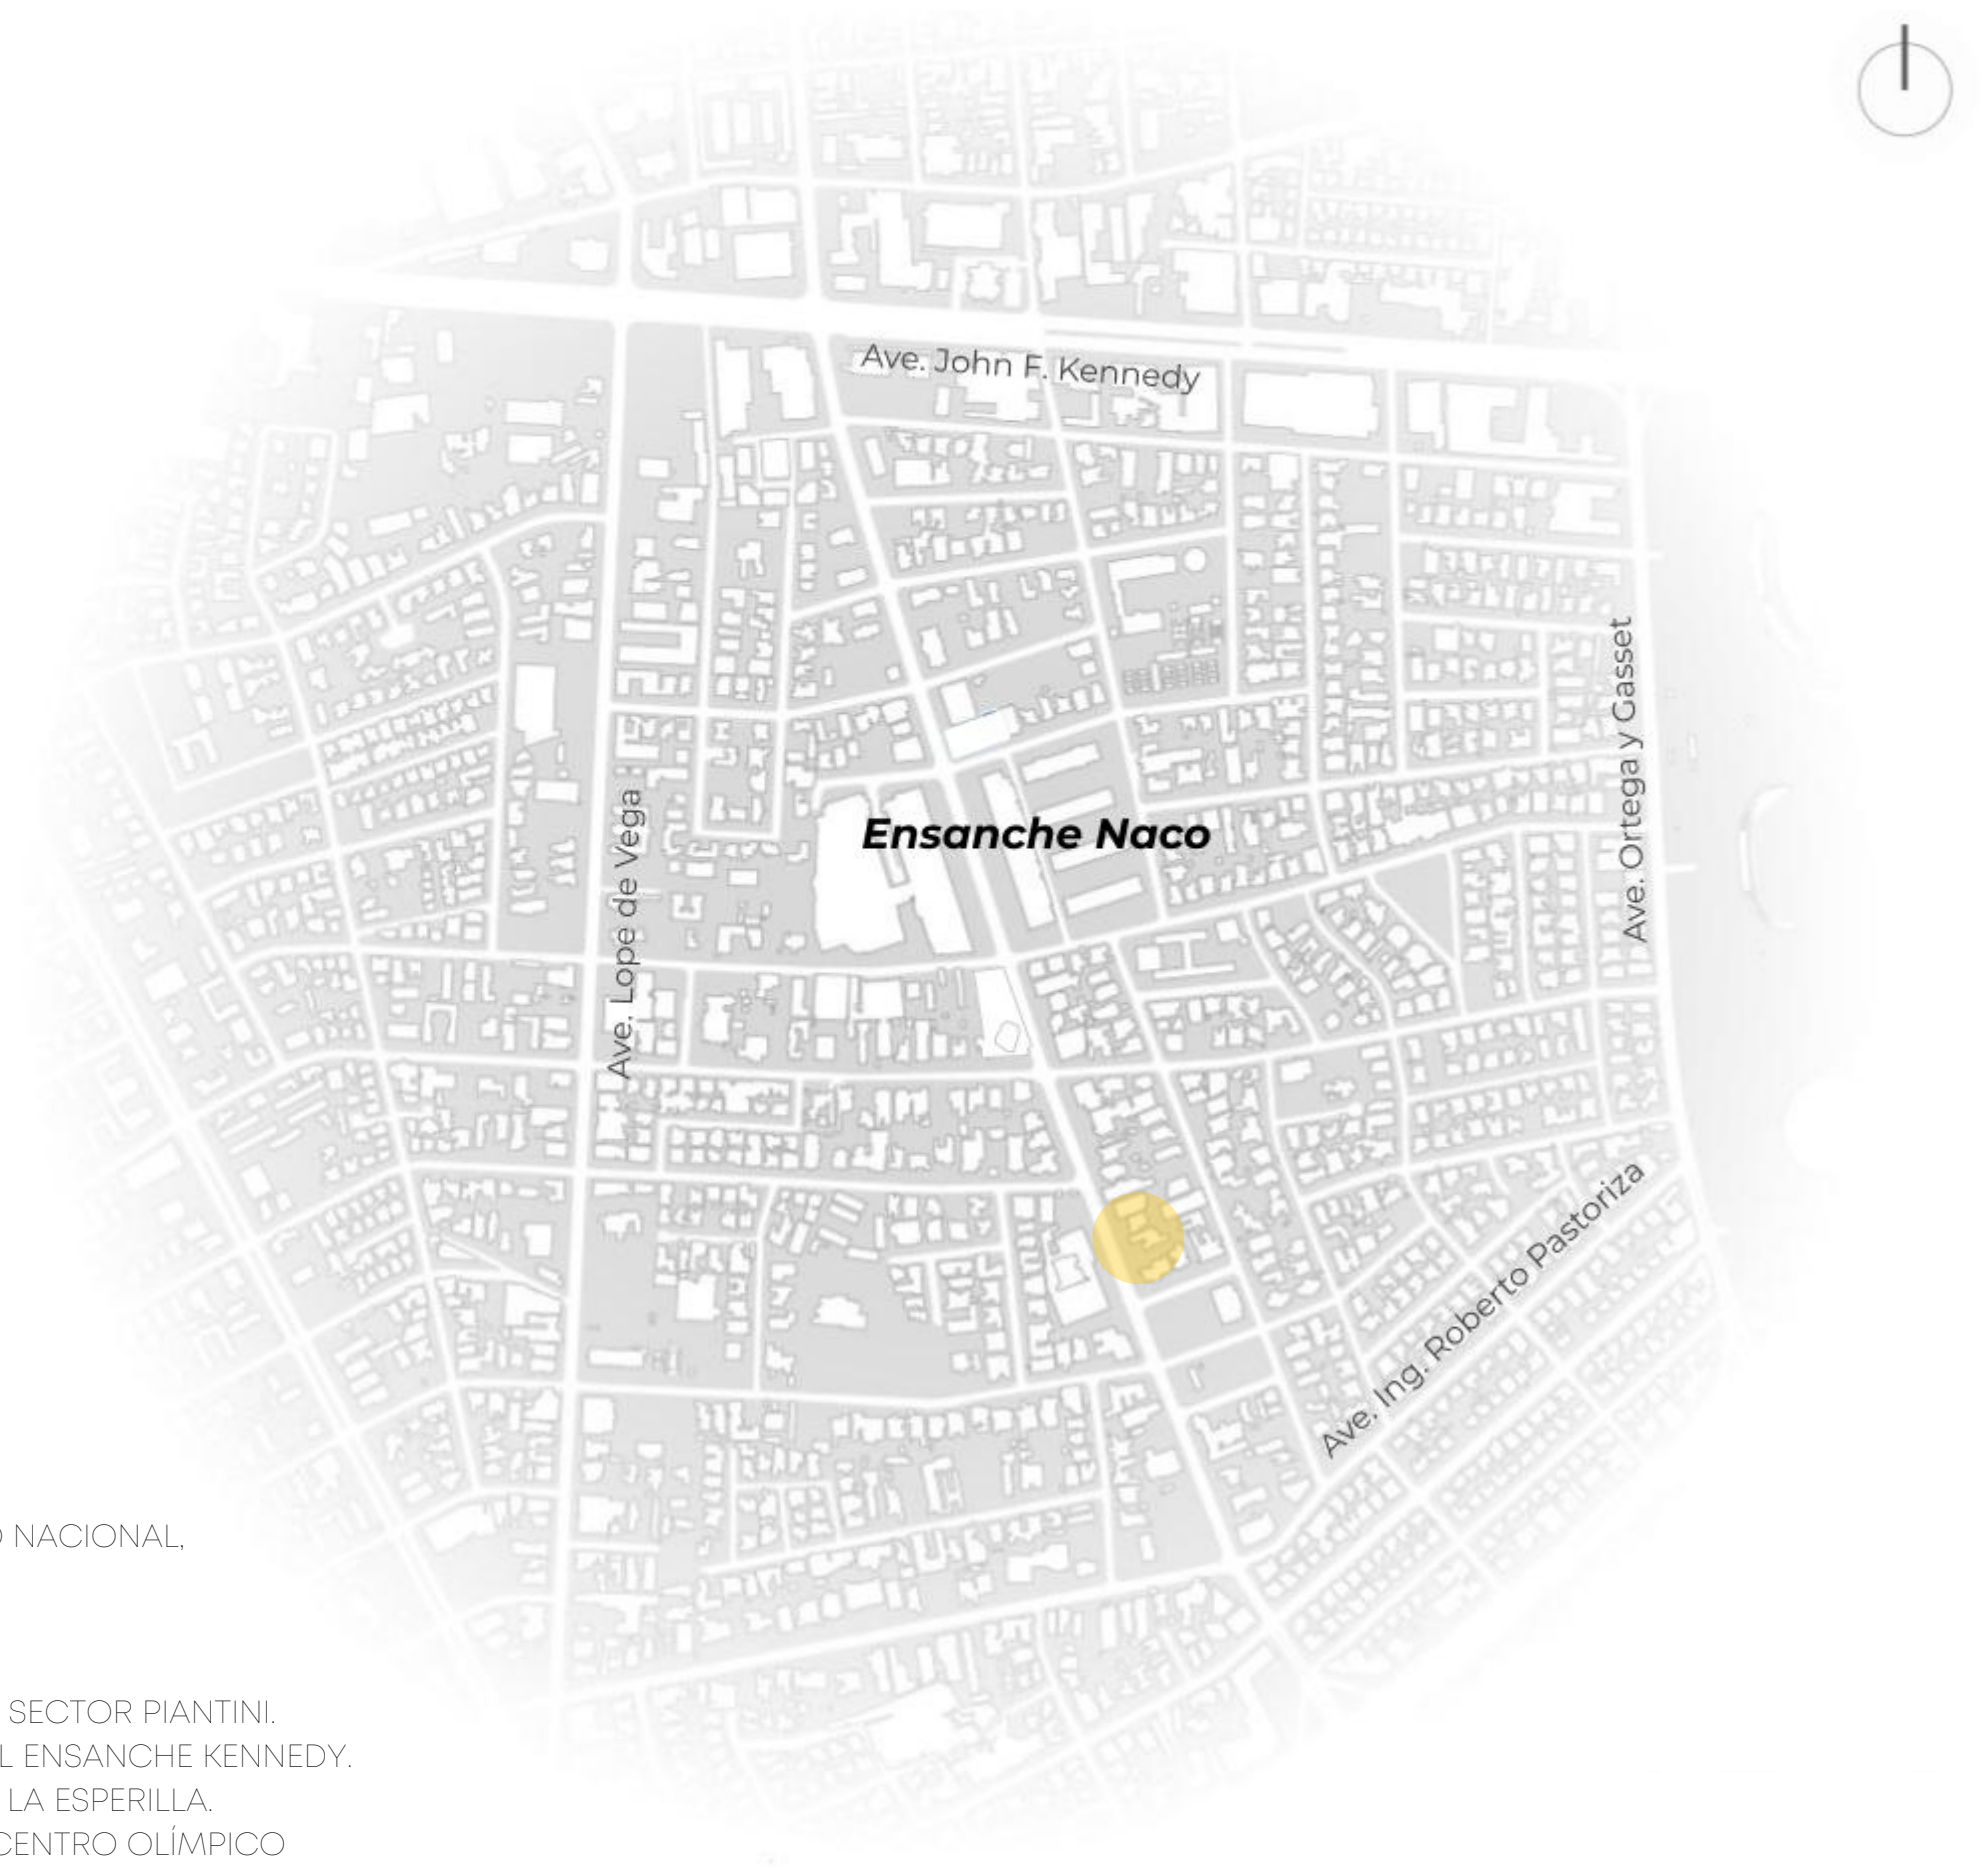 Ave. John F. Kennedy
Ave. Ortega y Gasset
Ensanche Naco
Ave. Lope de Vega
Ave. Ing. Roberto Pastoriza
NACIONAL,
SECTOR PIANTINI.
ENSANCHE KENNEDY.
LA ESPERILLA.
CENTRO OLÍMPICO